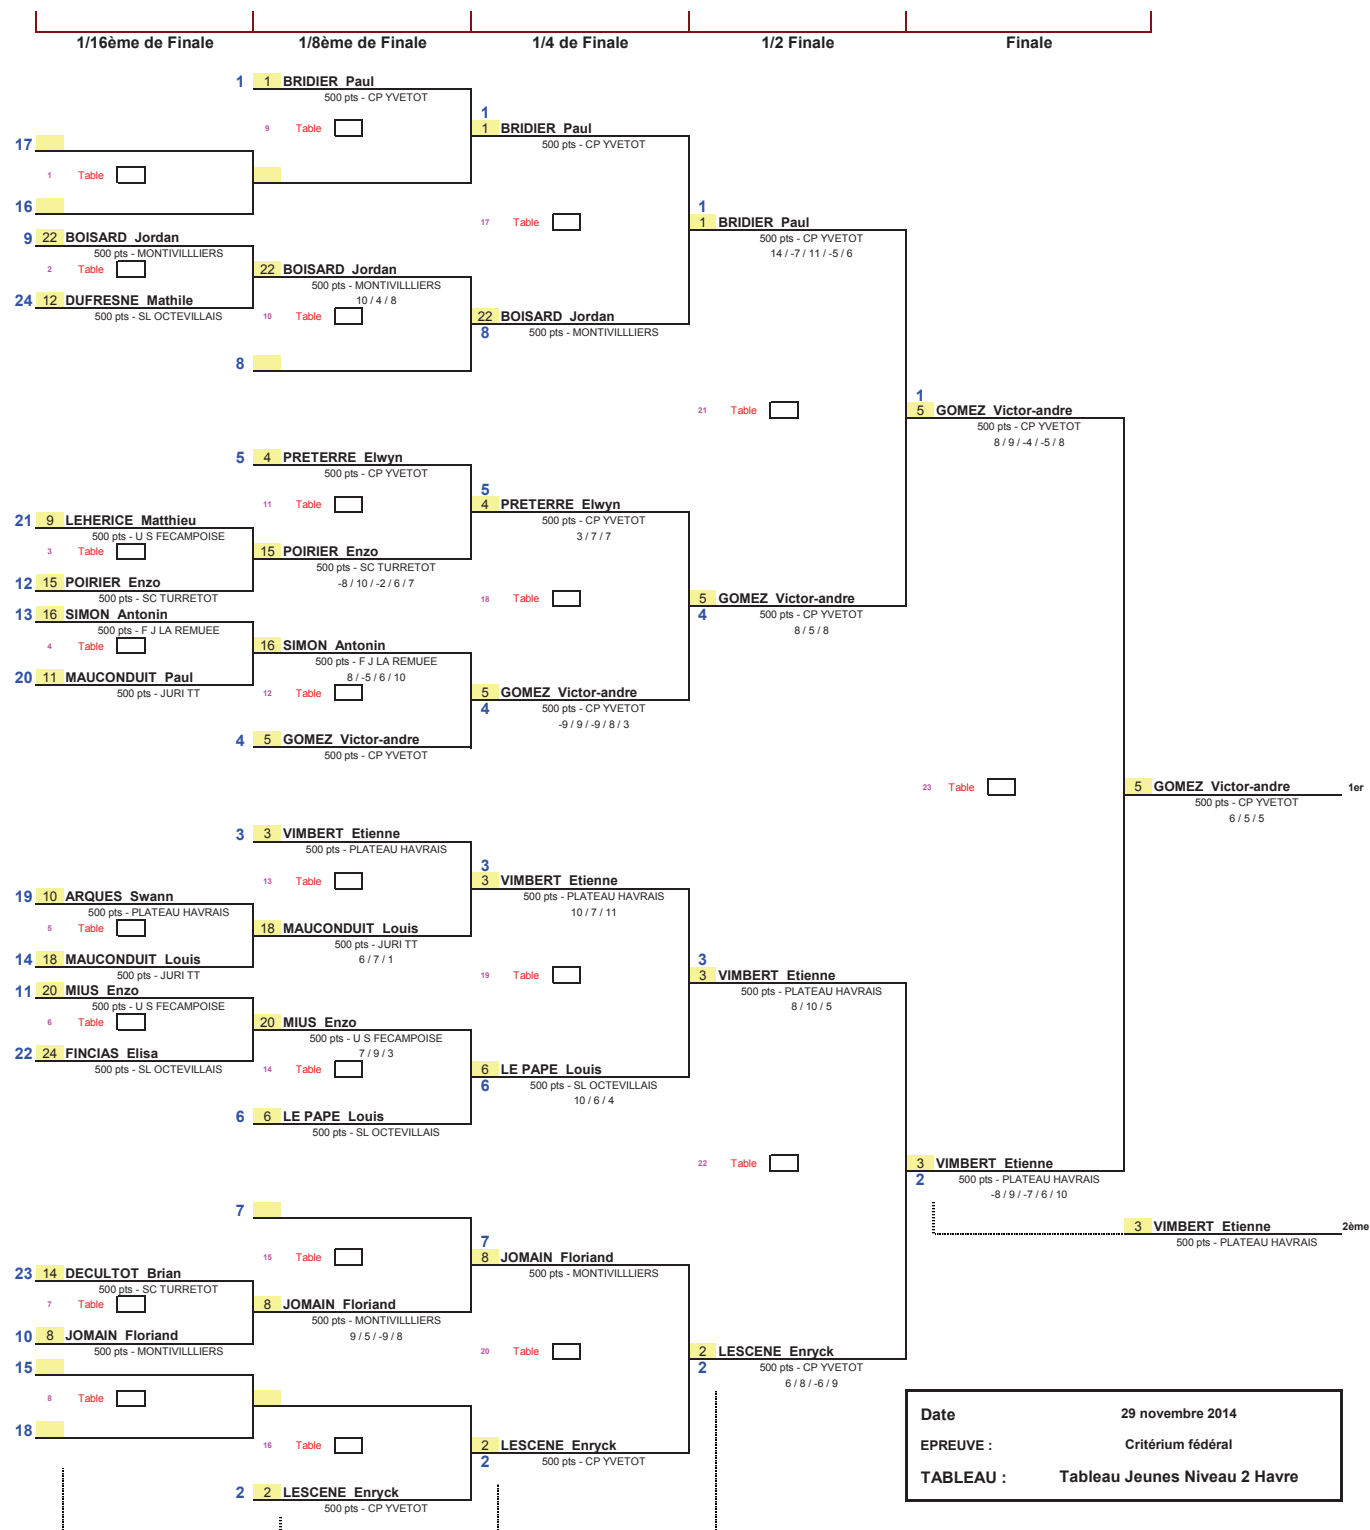 1/16ème de Finale 1/8ème de Finale 1/4 de Finale 1/2 Finale Finale
1 1 BRIDIER Paul
500 pts - CP YVETOT
1
9 Table 1 BRIDIER Paul
17 500 pts - CP YVETOT
1 Table
16 1
17 Table 1 BRIDIER Paul
9 22 BOISARD Jordan 500 pts - CP YVETOT
500 pts - MONTIVILLLIERS 14 / -7 / 11 / -5 / 6
2 Table 22 BOISARD Jordan
500 pts - MONTIVILLLIERS
24 12 DUFRESNE Mathile 10 / 4 / 8
500 pts - SL OCTEVILLAIS 10 Table 22 BOISARD Jordan
8 500 pts - MONTIVILLLIERS
8
1
21 Table 5 GOMEZ Victor-andre
500 pts - CP YVETOT
8 / 9 / -4 / -5 / 8
5 4 PRETERRE Elwyn
500 pts - CP YVETOT
5
11 Table 4 PRETERRE Elwyn
21 9 LEHERICE Matthieu 500 pts - CP YVETOT
500 pts - U S FECAMPOISE 3 / 7 / 7
3 Table 15 POIRIER Enzo
500 pts - SC TURRETOT
12 15 POIRIER Enzo -8 / 10 / -2 / 6 / 7
500 pts - SC TURRETOT 18 Table 5 GOMEZ Victor-andre
13 16 SIMON Antonin 4 500 pts - CP YVETOT
500 pts - F J LA REMUEE 8 / 5 / 8
4 Table 16 SIMON Antonin
500 pts - F J LA REMUEE
20 11 MAUCONDUIT Paul 8 / -5 / 6 / 10
500 pts - JURI TT 12 Table 5 GOMEZ Victor-andre
4 500 pts - CP YVETOT
-9 / 9 / -9 / 8 / 3
4 5 GOMEZ Victor-andre
500 pts - CP YVETOT
23 Table 5 GOMEZ Victor-andre 1er
500 pts - CP YVETOT
6 / 5 / 5
3 3 VIMBERT Etienne
500 pts - PLATEAU HAVRAIS
3
13 Table 3 VIMBERT Etienne
19 10 ARQUES Swann 500 pts - PLATEAU HAVRAIS
500 pts - PLATEAU HAVRAIS 10 / 7 / 11
5 Table 18 MAUCONDUIT Louis
500 pts - JURI TT
14 18 MAUCONDUIT Louis 6 / 7 / 1 3
500 pts - JURI TT 19 Table 3 VIMBERT Etienne
11 20 MIUS Enzo 500 pts - PLATEAU HAVRAIS
500 pts - U S FECAMPOISE 8 / 10 / 5
6 Table 20 MIUS Enzo
500 pts - U S FECAMPOISE
22 24 FINCIAS Elisa 7 / 9 / 3
500 pts - SL OCTEVILLAIS 14 Table 6 LE PAPE Louis
6 500 pts - SL OCTEVILLAIS
10 / 6 / 4
6 6 LE PAPE Louis
500 pts - SL OCTEVILLAIS
22 Table 3 VIMBERT Etienne
2 500 pts - PLATEAU HAVRAIS
-8 / 9 / -7 / 6 / 10
7
3 VIMBERT Etienne 2ème
500 pts - PLATEAU HAVRAIS
7
15 Table 8 JOMAIN Floriand
23 14 DECULTOT Brian 500 pts - MONTIVILLLIERS
500 pts - SC TURRETOT
7 Table 8 JOMAIN Floriand
500 pts - MONTIVILLLIERS
10 8 JOMAIN Floriand 9 / 5 / -9 / 8
500 pts - MONTIVILLLIERS 20 Table 2 LESCENE Enryck
15 2 500 pts - CP YVETOT
6 / 8 / -6 / 9
8 Table
18
16 Table 2 LESCENE Enryck
2 500 pts - CP YVETOT
2 2 LESCENE Enryck
500 pts - CP YVETOT
Date 29 novembre 2014
EPREUVE : Critérium fédéral
TABLEAU : Tableau Jeunes Niveau 2 Havre